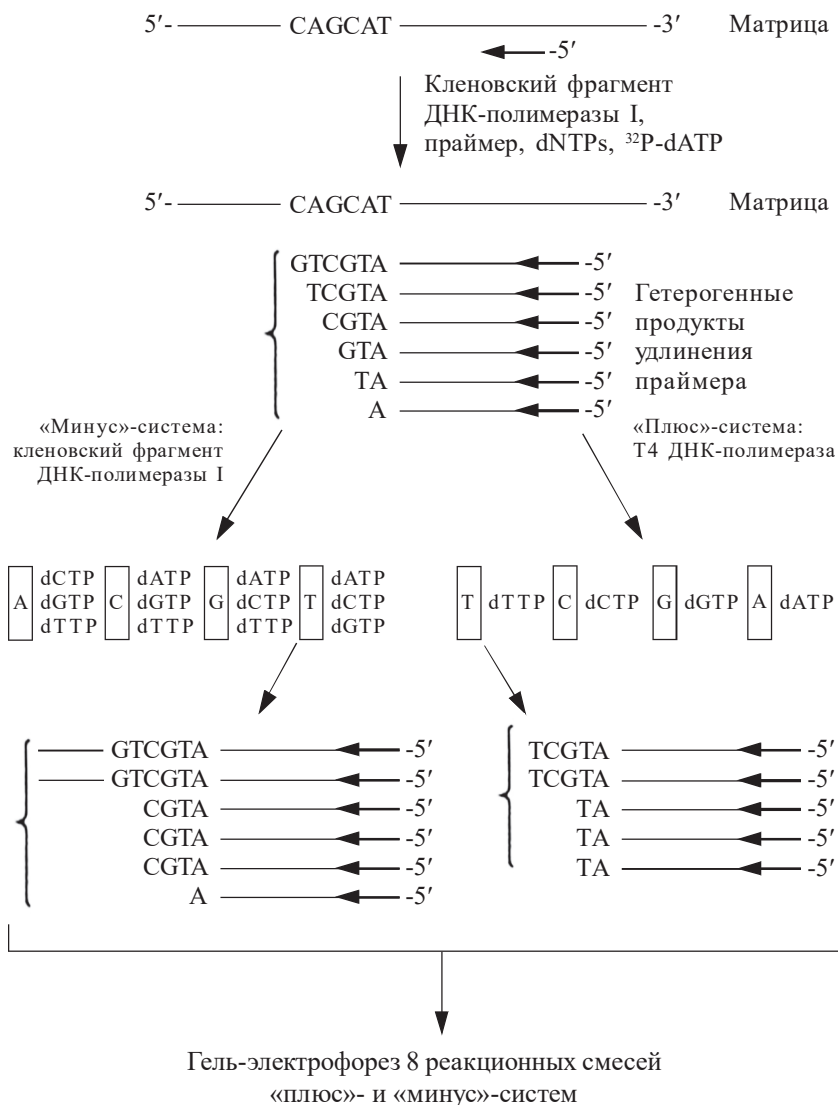 5′- CAGCAT -3′ Матрица
-5′
Кленовский фрагмент
ДНК-полимеразы I,
праймер, dNTPs, ³²P-dATP
5′- CAGCAT -3′ Матрица
GTCGTA -5′
TCGTA -5′ Гетерогенные
CGTA -5′ продукты
GTA -5′ удлинения
TA -5′ праймера
A -5′
«Минус»-система:
кленовский фрагмент
ДНК-полимеразы I
«Плюс»-система:
Т4 ДНК-полимераза
dCTP dATP dATP dATP
A dGTP C dGTP G dCTP T dCTP T dTTP C dCTP G dGTP A dATP
dTTP dTTP dTTP dGTP
GTCGTA -5′ TCGTA -5′
GTCGTA -5′ TCGTA -5′
CGTA -5′ TA -5′
CGTA -5′ TA -5′
CGTA -5′ TA -5′
A -5′
Гель-электрофорез 8 реакционных смесей
«плюс»- и «минус»-систем